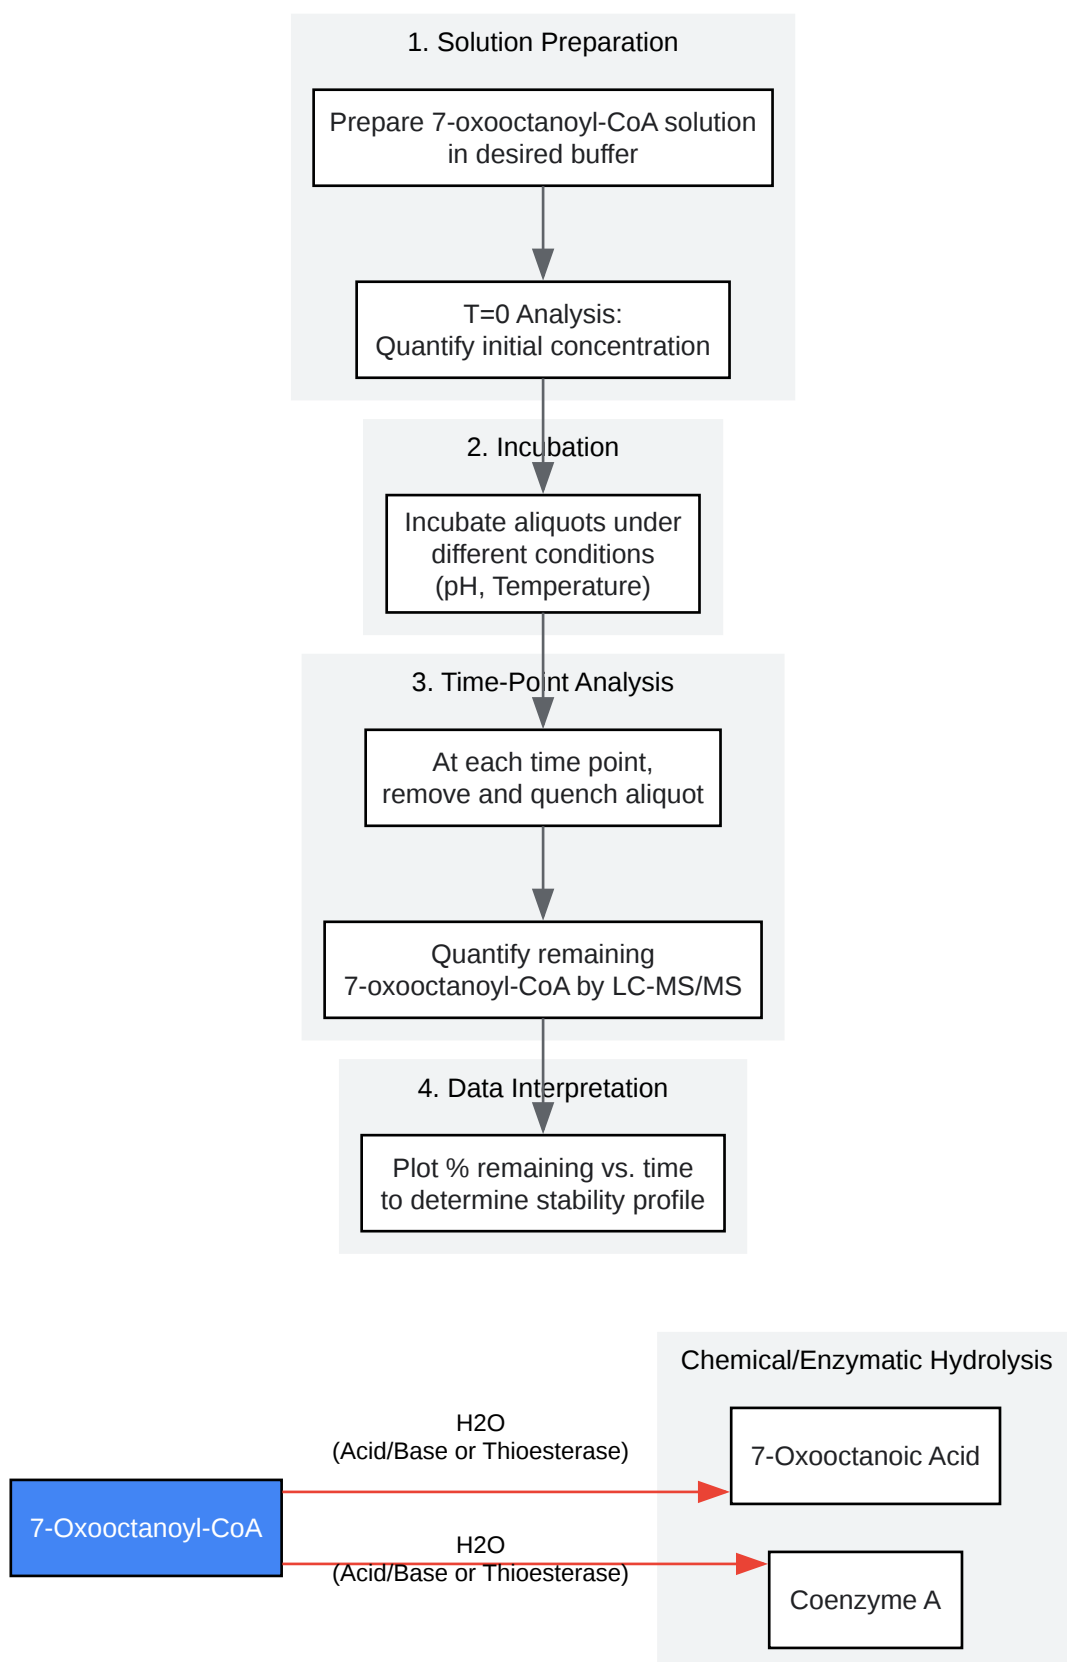 1. Solution Preparation
Prepare 7-oxooctanoyl-CoA solution
in desired buffer
T=0 Analysis:
Quantify initial concentration
2. Incubation
Incubate aliquots under
different conditions
(pH, Temperature)
3. Time-Point Analysis
At each time point,
remove and quench aliquot
Quantify remaining
7-oxooctanoyl-CoA by LC-MS/MS
4. Data Interpretation
Plot % remaining vs. time
to determine stability profile
Chemical/Enzymatic Hydrolysis
H2O
(Acid/Base or Thioesterase)
7-Oxooctanoic Acid
7-Oxooctanoyl-CoA
H2O
(Acid/Base or Thioesterase)
Coenzyme A